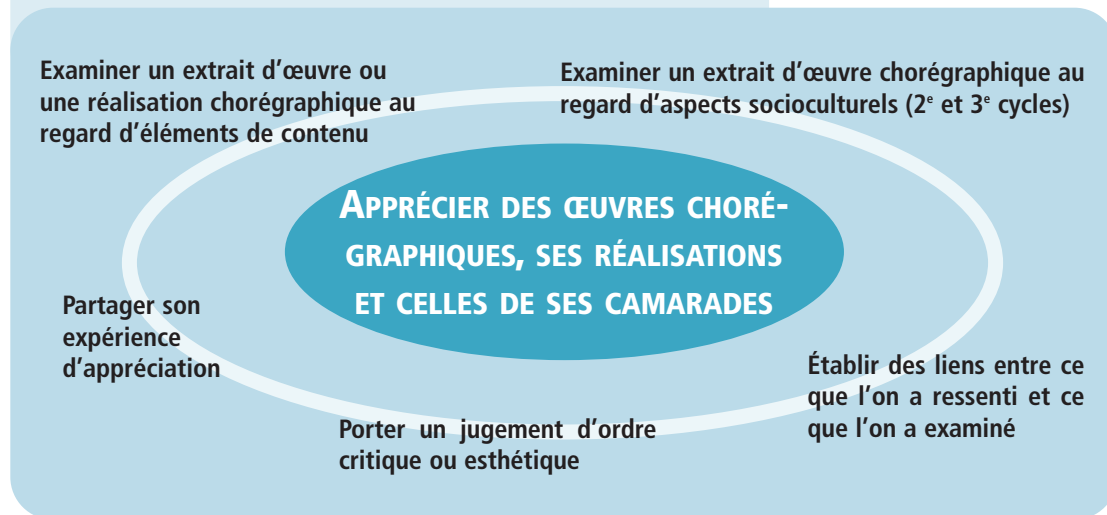 Examiner un extrait d’œuvre ou
une réalisation chorégraphique au
regard d’éléments de contenu
Examiner un extrait d’œuvre chorégraphique au
regard d’aspects socioculturels (2e et 3e cycles)
APPRÉCIER DES ŒUVRES CHORÉ-
GRAPHIQUES, SES RÉALISATIONS
ET CELLES DE SES CAMARADES
Partager son
expérience
d’appréciation
Établir des liens entre ce
que l’on a ressenti et ce
que l’on a examiné
Porter un jugement d’ordre
critique ou esthétique